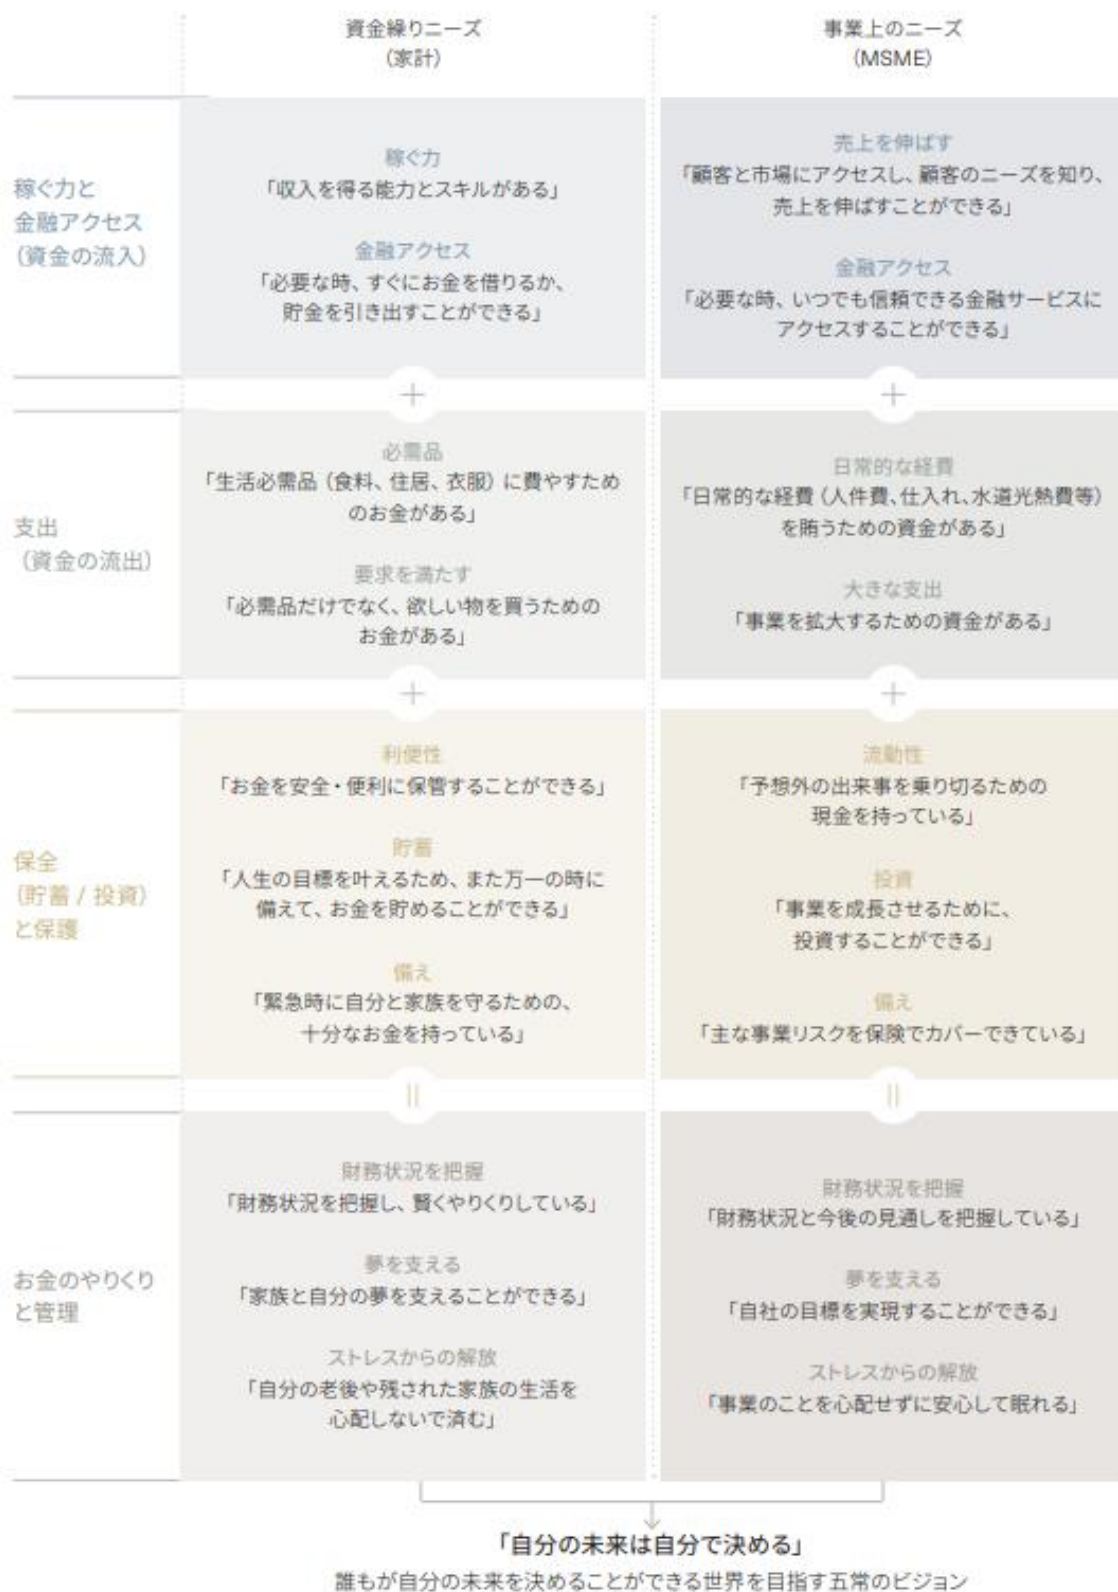 資金繰りニーズ
（家計）
事業上のニーズ
（MSME）
稼ぐ力と
金融アクセス
（資金の流入）
稼ぐ力
「収入を得る能力とスキルがある」
金融アクセス
「必要な時、すぐにお金を借りるか、
貯金を引き出すことができる」
売上を伸ばす
「顧客と市場にアクセスし、顧客のニーズを知り、
売上を伸ばすことができる」
金融アクセス
「必要な時、いつでも信頼できる金融サービスに
アクセスすることができる」
+
+
支出
（資金の流出）
必需品
「生活必需品（食料、住居、衣服）に費やすため
のお金がある」
要求を満たす
「必需品だけでなく、欲しい物を買うための
お金がある」
日常的な経費
「日常的な経費（人件費、仕入れ、水道光熱費等）
を賄うための資金がある」
大きな支出
「事業を拡大するための資金がある」
+
+
保全
（貯蓄 / 投資）
と保護
利便性
「お金を安全・便利に保管することができる」
貯蓄
「人生の目標を叶えるため、また万一の時に
備えて、お金を貯めることができる」
備え
「緊急時に自分と家族を守るための、
十分なお金を持っている」
流動性
「予想外の出来事を乗り切るための
現金を持っている」
投資
「事業を成長させるために、
投資することができる」
備え
「主な事業リスクを保険でカバーできている」
お金のやりくり
と管理
財務状況を把握
「財務状況を把握し、賢くやりくりしている」
夢を支える
「家族と自分の夢を支えることができる」
ストレスからの解放
「自分の老後や残された家族の生活を
心配しないで済む」
財務状況を把握
「財務状況と今後の見通しを把握している」
夢を支える
「自社の目標を実現することができる」
ストレスからの解放
「事業のことを心配せずに安心して眠れる」
「自分の未来は自分で決める」
誰もが自分の未来を決めることができる世界を目指す五常のビジョン